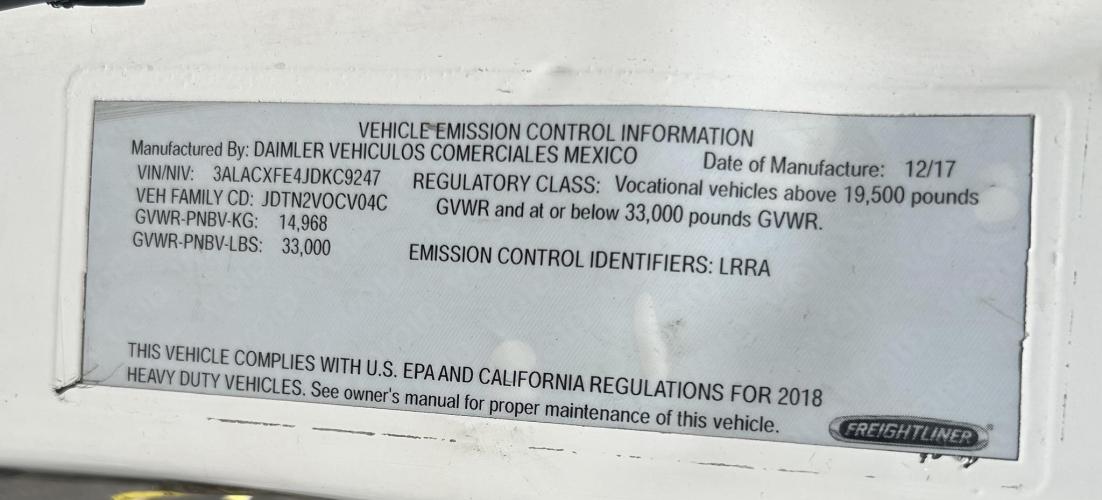 VEHICLE EMISSION CONTROL INFORMATION
Manufactured By: DAIMLER VEHICULOS COMERCIALES MEXICO Date of Manufacture: 12/17
VIN/NIV: 3ALACXFE4JDKC9247
VEH FAMILY CD: JDTN2VOCV04C
GVWR-PNBV-KG: 14,968
GVWR-PNBV-LBS: 33,000
REGULATORY CLASS: Vocational vehicles above 19,500 pounds
GVWR and at or below 33,000 pounds GVWR.
EMISSION CONTROL IDENTIFIERS: LRRA
THIS VEHICLE COMPLIES WITH U.S. EPA AND CALIFORNIA REGULATIONS FOR 2018
HEAVY DUTY VEHICLES. See owner's manual for proper maintenance of this vehicle.
FREIGHTLINER